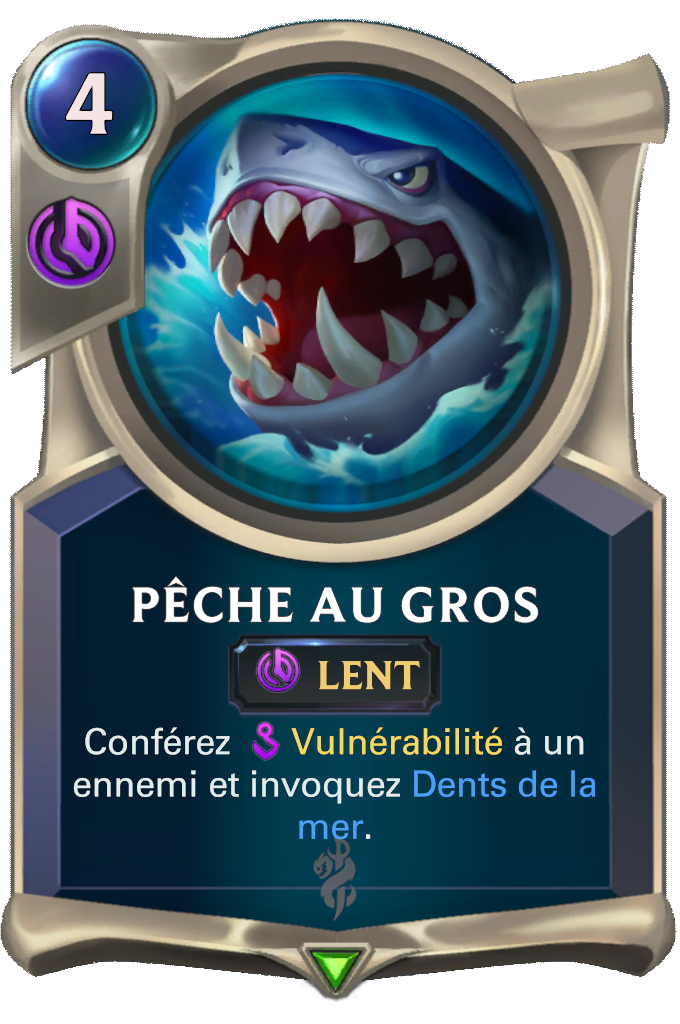 4
PÊCHE AU GROS
LENT
Conférez Vulnérabilité à un
ennemi et invoquez Dents de la
mer.